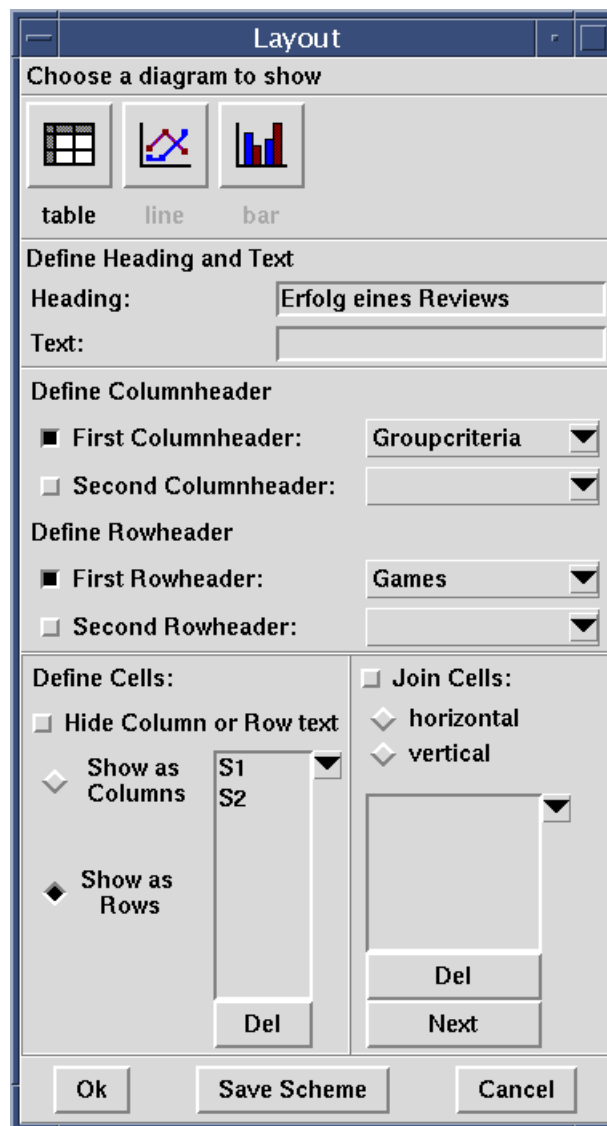 Layout
Choose a diagram to show
table line bar
Define Heading and Text
Heading: Erfolg eines Reviews
Text:
Define Columnheader
First Columnheader: Groupcriteria
Second Columnheader:
Define Rowheader
First Rowheader: Games
Second Rowheader:
Define Cells:
Hide Column or Row text
Show as
Columns
S1
S2
Show as
Rows
Del
Join Cells:
horizontal
vertical
Del
Next
Ok Save Scheme Cancel